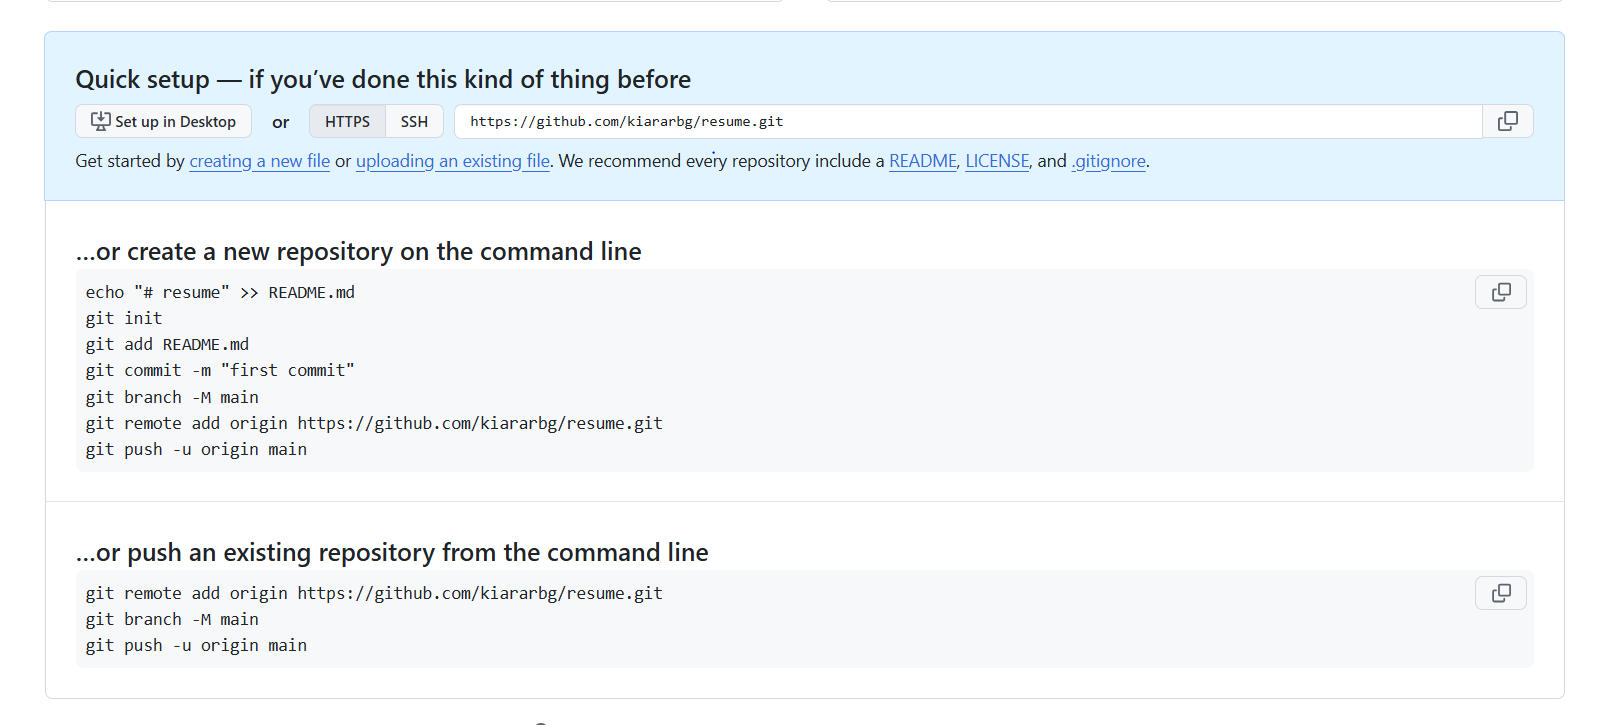 Quick setup — if you’ve done this kind of thing before
Set up in Desktop or HTTPS SSH https://github.com/kiararbg/resume.git
Get started by creating a new file or uploading an existing file. We recommend every repository include a README, LICENSE, and .gitignore.
…or create a new repository on the command line
echo "# resume" >> README.md
git init
git add README.md
git commit -m "first commit"
git branch -M main
git remote add origin https://github.com/kiararbg/resume.git
git push -u origin main
…or push an existing repository from the command line
git remote add origin https://github.com/kiararbg/resume.git
git branch -M main
git push -u origin main